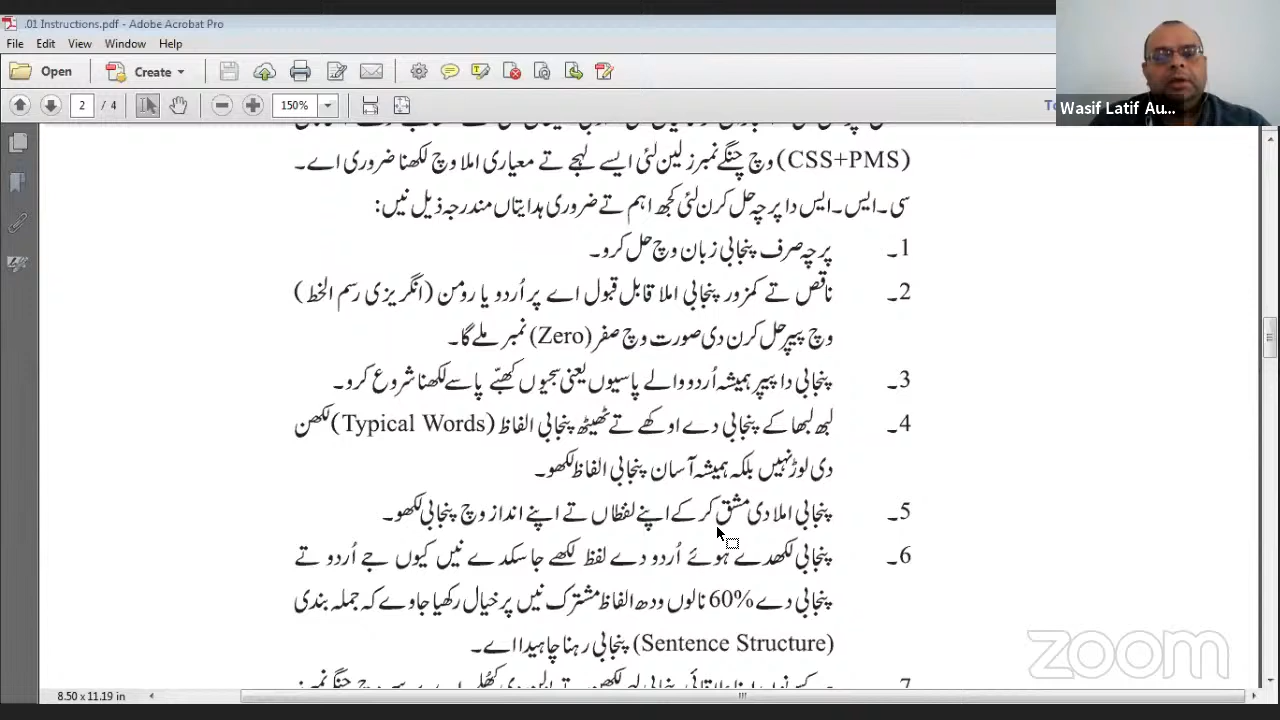 .01 Instructions.pdf - Adobe Acrobat Pro
File Edit View Window Help
Open Create
2 / 4 150%
Wasif Latif Au...
(CSS+PMS) وچ چنگے نمبرز لین لئی ایسے لہجے تے معیاری املا وچ لکھنا ضروری اے۔
سی۔ایس۔ایس دا پرچہ حل کرن لئی کجھ اہم تے ضروری ہدایتاں مندرجہ ذیل نیں:
1۔ پرچہ صرف پنجابی زبان وچ حل کرو۔
2۔ ناقص تے کمزور پنجابی املا قابل قبول اے پر اُردو یا رومن (انگریزی رسم الخط)
وچ پیپر حل کرن دی صورت وچ صفر (Zero) نمبر ملے گا۔
3۔ پنجابی دا پیپر ہمیشہ اُردو والے پاسیوں یعنی سجیوں کھبّے پاسے لکھنا شروع کرو۔
4۔ لبھ لبھا کے پنجابی دے اوکھے تے ٹھیٹھ پنجابی الفاظ (Typical Words) لکھن
دی لوڑ نہیں بلکہ ہمیشہ آسان پنجابی الفاظ لکھو۔
5۔ پنجابی املا دی مشق کر کے اپنے لفظاں تے اپنے انداز وچ پنجابی لکھو۔
6۔ پنجابی لکھدے ہوئے اُردو دے لفظ لکھے جا سکدے نیں کیوں جے اُردو تے
پنجابی دے 60% نالوں ودھ الفاظ مشترک نیں پر خیال رکھیا جاوے کہ جملہ بندی
(Sentence Structure) پنجابی رہنا چاہیدا اے۔
7۔
zoom
8.50 x 11.19 in